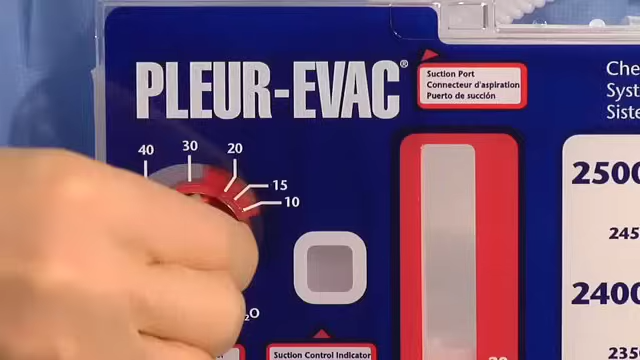 PLEUR-EVAC®
Suction Port
Connecteur d'aspiration
Puerto de succión
40
30
20
15
10
2500
2400
Suction Control Indicator